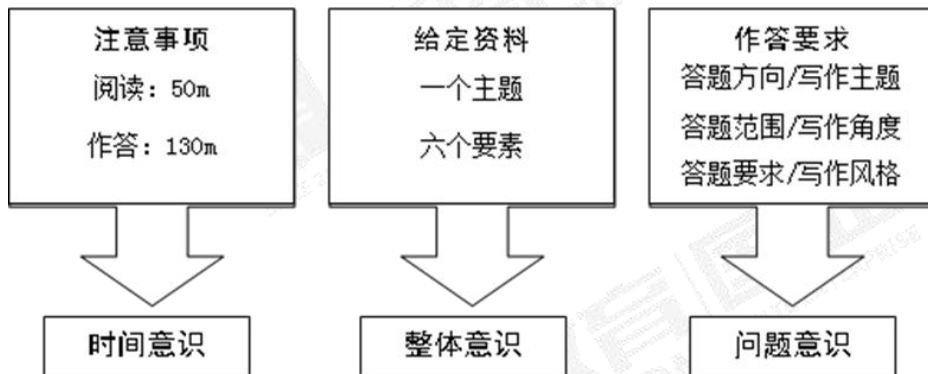 注意事项
阅读：50m
作答：130m
时间意识
给定资料
一个主题
六个要素
整体意识
作答要求
答题方向/写作主题
答题范围/写作角度
答题要求/写作风格
问题意识